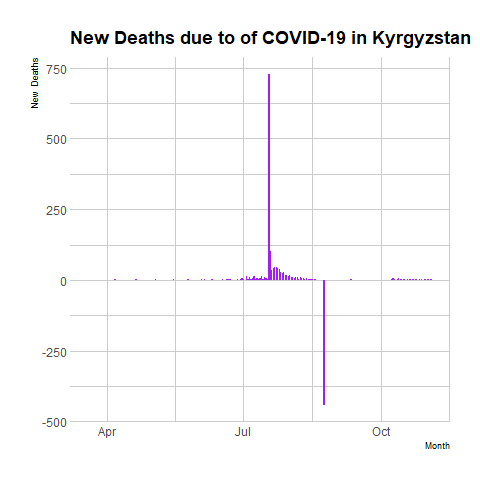 New Deaths due to of COVID-19 in Kyrgyzstan
New Deaths
750
500
250
0
-250
-500
Apr
Jul
Oct
Month